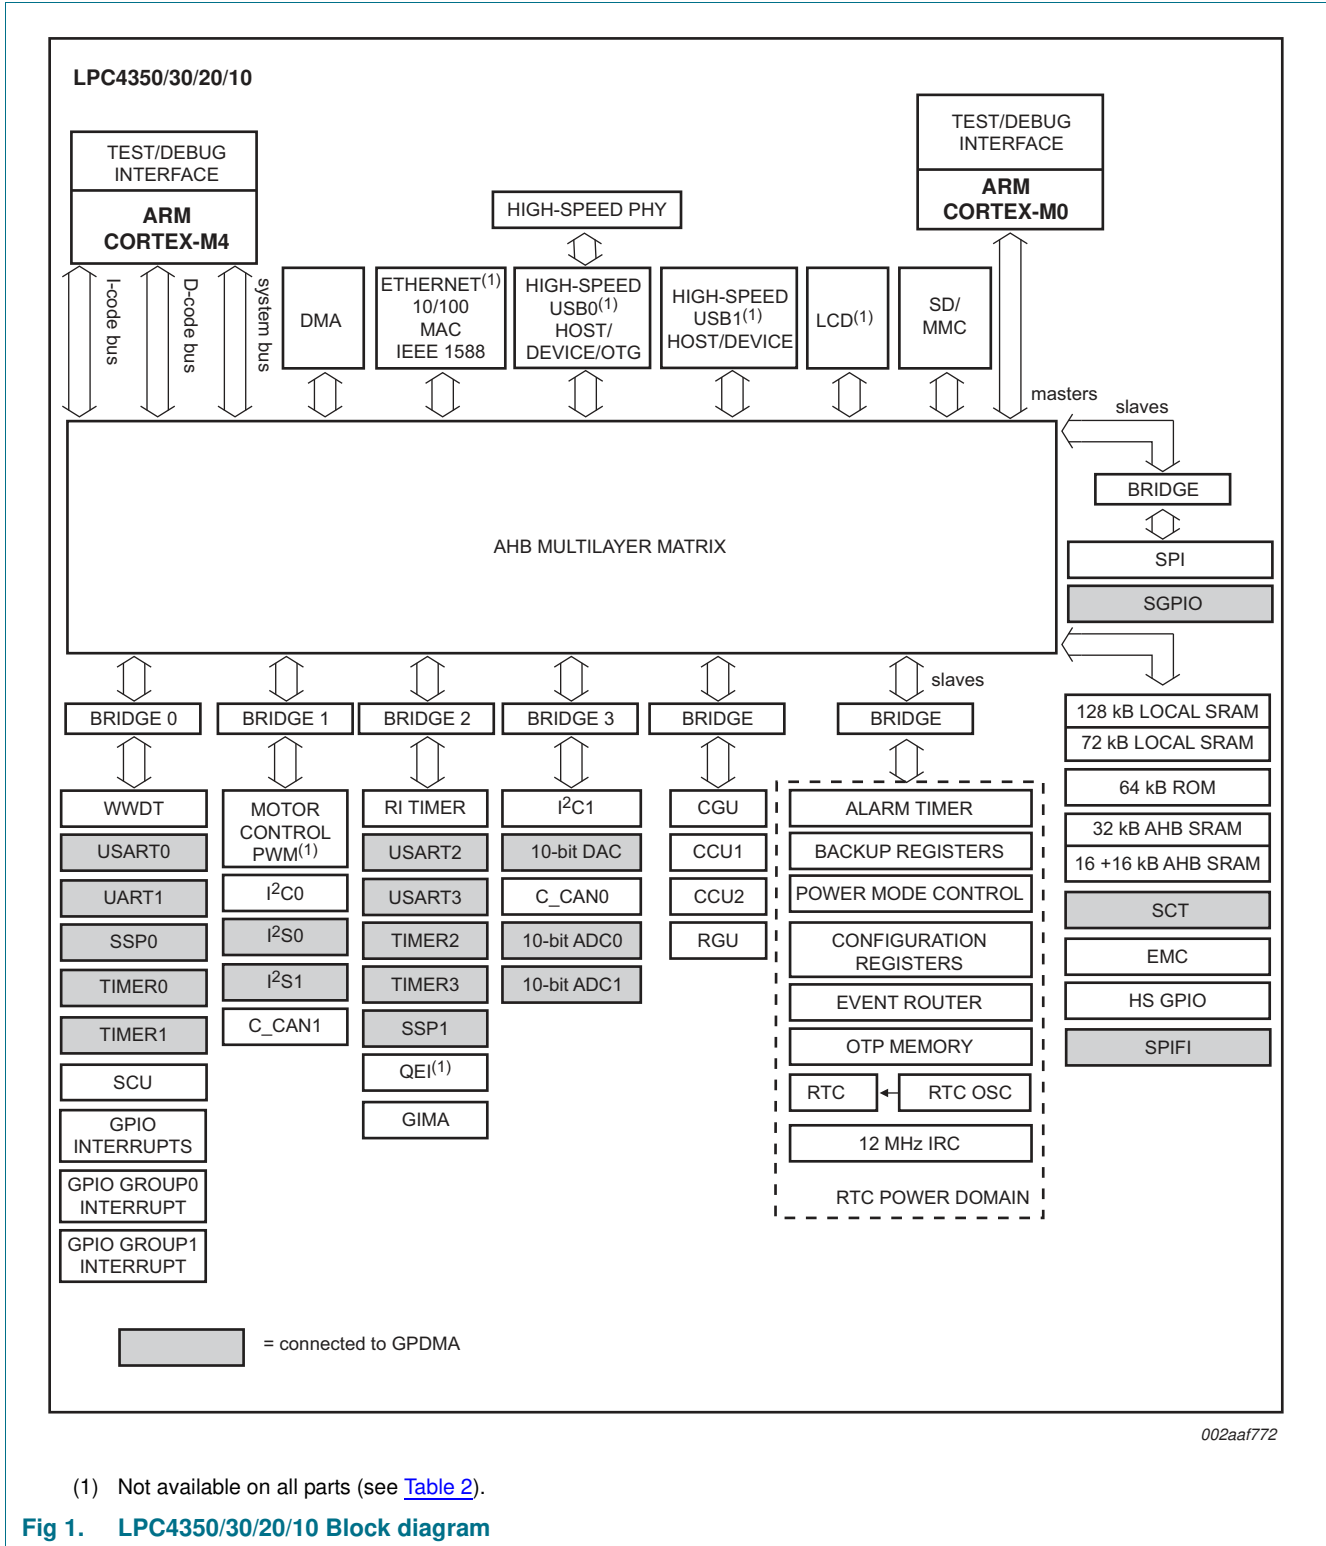 LPC4350/30/20/10
TEST/DEBUG
INTERFACE
ARM
CORTEX-M4
TEST/DEBUG
INTERFACE
ARM
CORTEX-M0
HIGH-SPEED PHY
I-code bus
D-code bus
system bus
DMA
ETHERNET(1)
10/100
MAC
IEEE 1588
HIGH-SPEED
USB0(1)
HOST/
DEVICE/OTG
HIGH-SPEED
USB1(1)
HOST/DEVICE
LCD(1)
SD/
MMC
masters
slaves
BRIDGE
SPI
SGPIO
AHB MULTILAYER MATRIX
slaves
BRIDGE 0
BRIDGE 1
BRIDGE 2
BRIDGE 3
BRIDGE
BRIDGE
WWDT
USART0
UART1
SSP0
TIMER0
TIMER1
SCU
GPIO
INTERRUPTS
GPIO GROUP0
INTERRUPT
GPIO GROUP1
INTERRUPT
MOTOR
CONTROL
PWM(1)
I2C0
I2S0
I2S1
C_CAN1
RI TIMER
USART2
USART3
TIMER2
TIMER3
SSP1
QEI(1)
GIMA
I2C1
10-bit DAC
C_CAN0
10-bit ADC0
10-bit ADC1
CGU
CCU1
CCU2
RGU
ALARM TIMER
BACKUP REGISTERS
POWER MODE CONTROL
CONFIGURATION
REGISTERS
EVENT ROUTER
OTP MEMORY
RTC
RTC OSC
12 MHz IRC
RTC POWER DOMAIN
128 kB LOCAL SRAM
72 kB LOCAL SRAM
64 kB ROM
32 kB AHB SRAM
16 +16 kB AHB SRAM
SCT
EMC
HS GPIO
SPIFI
= connected to GPDMA
002aaf772
(1) Not available on all parts (see Table 2).
Fig 1. LPC4350/30/20/10 Block diagram